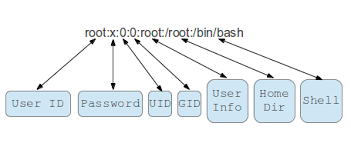 root:x:0:0:root:/root:/bin/bash
User ID
Password
UID
GID
User
Info
Home
Dir
Shell